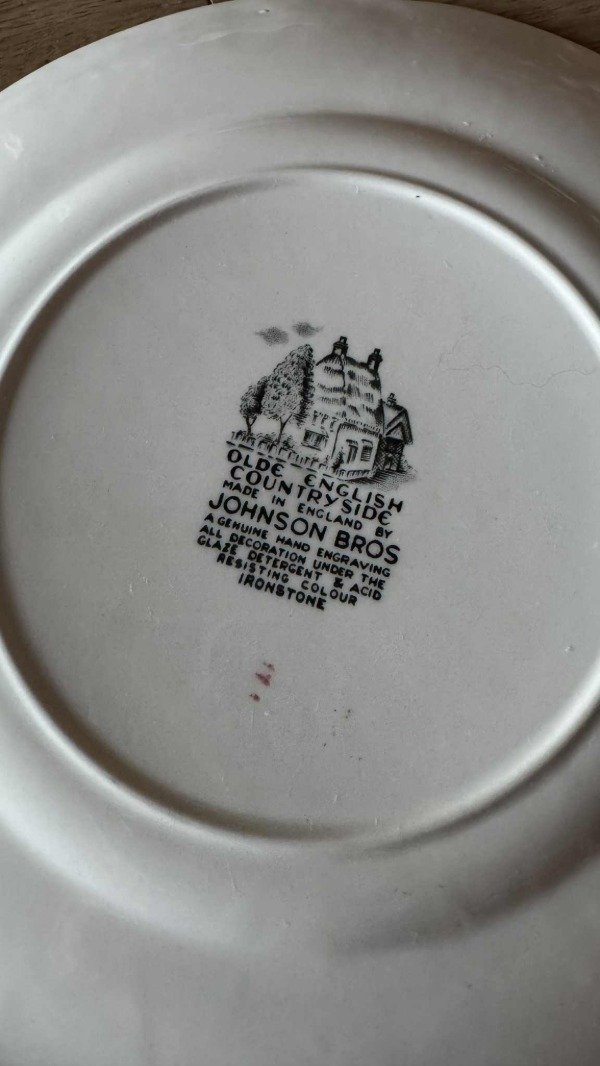 OLDE ENGLISH
COUNTRYSIDE
MADE IN ENGLAND BY
JOHNSON BROS
A GENUINE HAND ENGRAVING
ALL DECORATION UNDER THE
GLAZE DETERGENT & ACID
RESISTING COLOUR
IRONSTONE